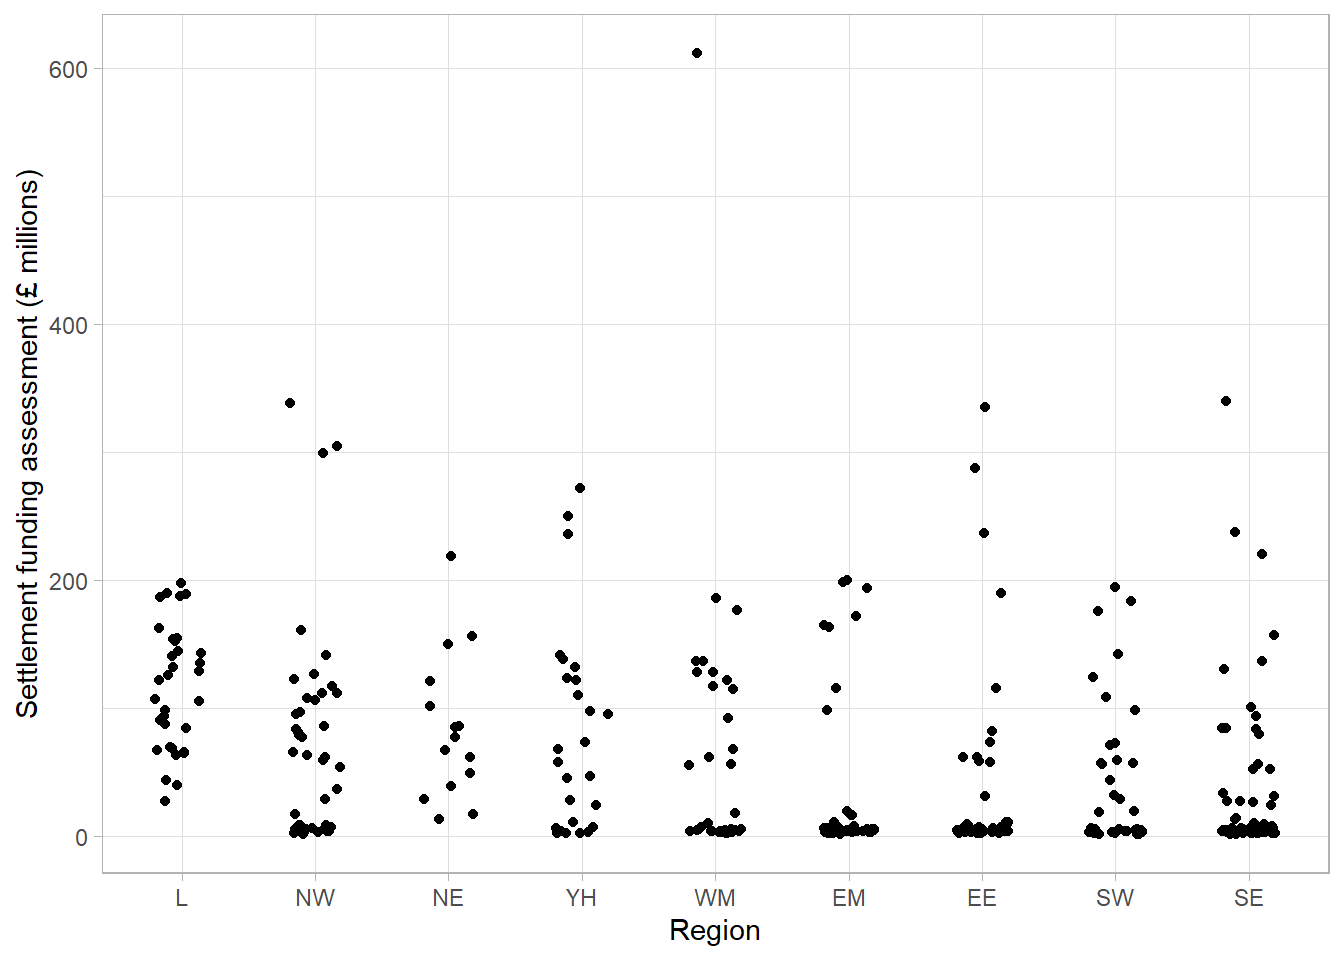 Settlement funding assessment (£ millions)
600
400
200
0
L NW NE YH WM EM EE SW SE
Region